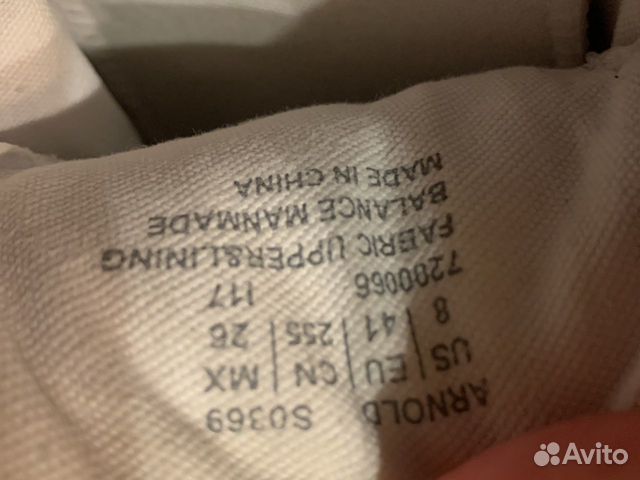 ARNOLD S0369
US EU CN MX
8 41 255 26
7200066 117
FABRIC UPPER&LINING
BALANCE MANMADE
MADE IN CHINA
Avito